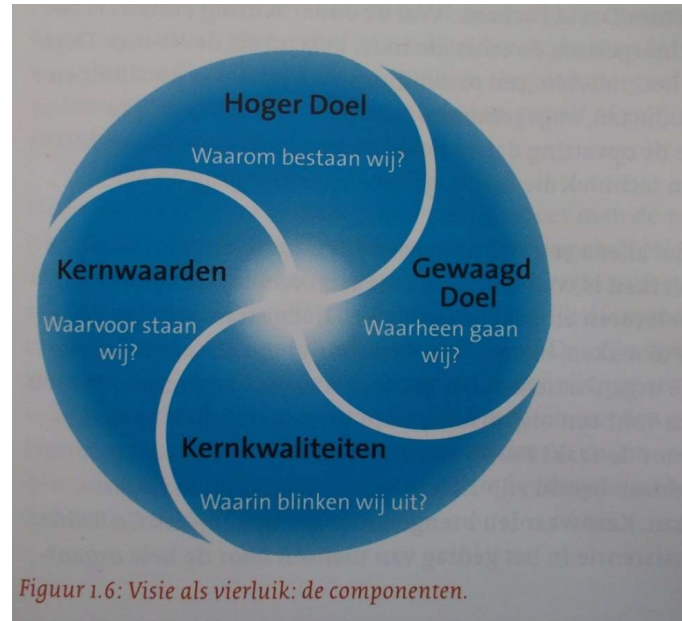 Hoger Doel
Waarom bestaan wij?
Kernwaarden
Waarvoor staan
wij?
Gewaagd
Doel
Waarheen gaan
wij?
Kernkwaliteiten
Waarin blinken wij uit?
Figuur 1.6: Visie als vierluik: de componenten.